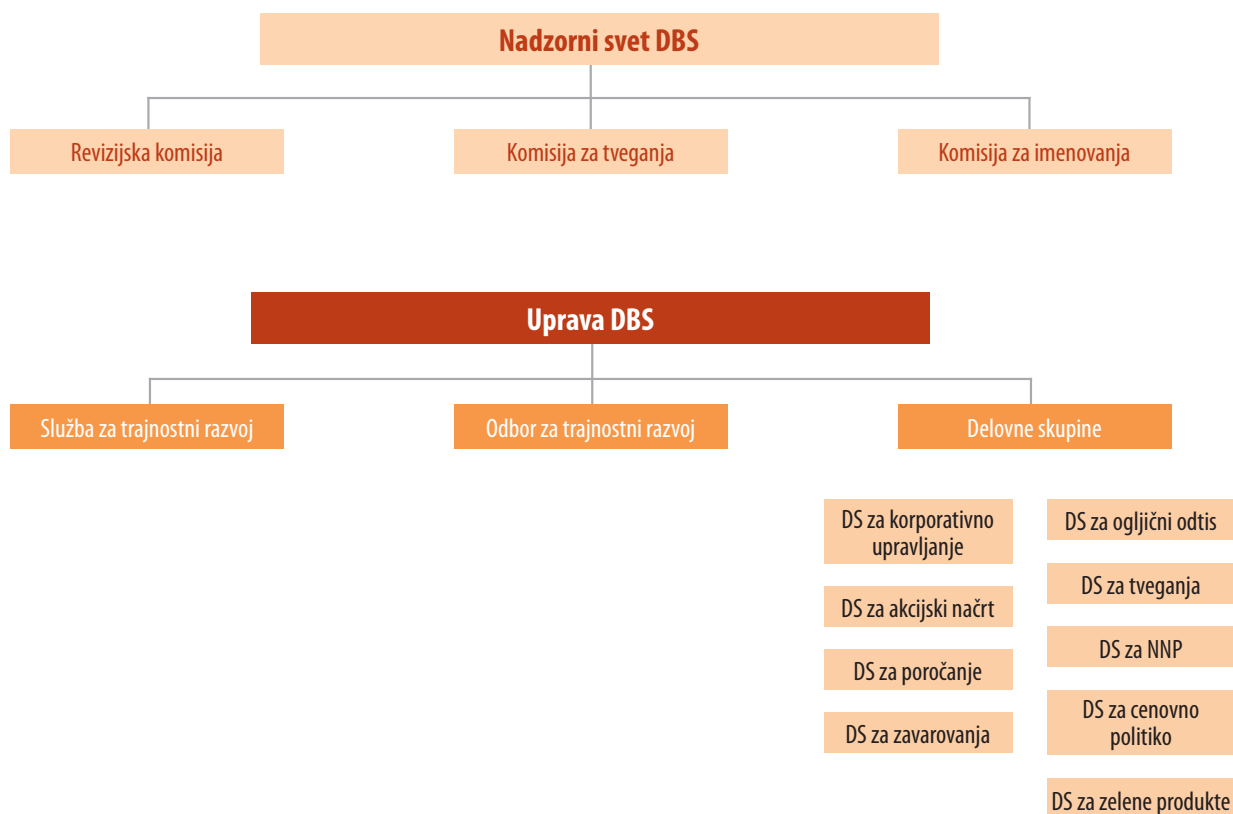 Nadzorni svet DBS
Revizijska komisija
Komisija za tveganja
Komisija za imenovanja
Uprava DBS
Služba za trajnostni razvoj
Odbor za trajnostni razvoj
Delovne skupine
DS za korporativno
upravljanje
DS za akcijski načrt
DS za poročanje
DS za zavarovanja
DS za ogljični odtis
DS za tveganja
DS za NNP
DS za cenovno
politiko
DS za zelene produkte